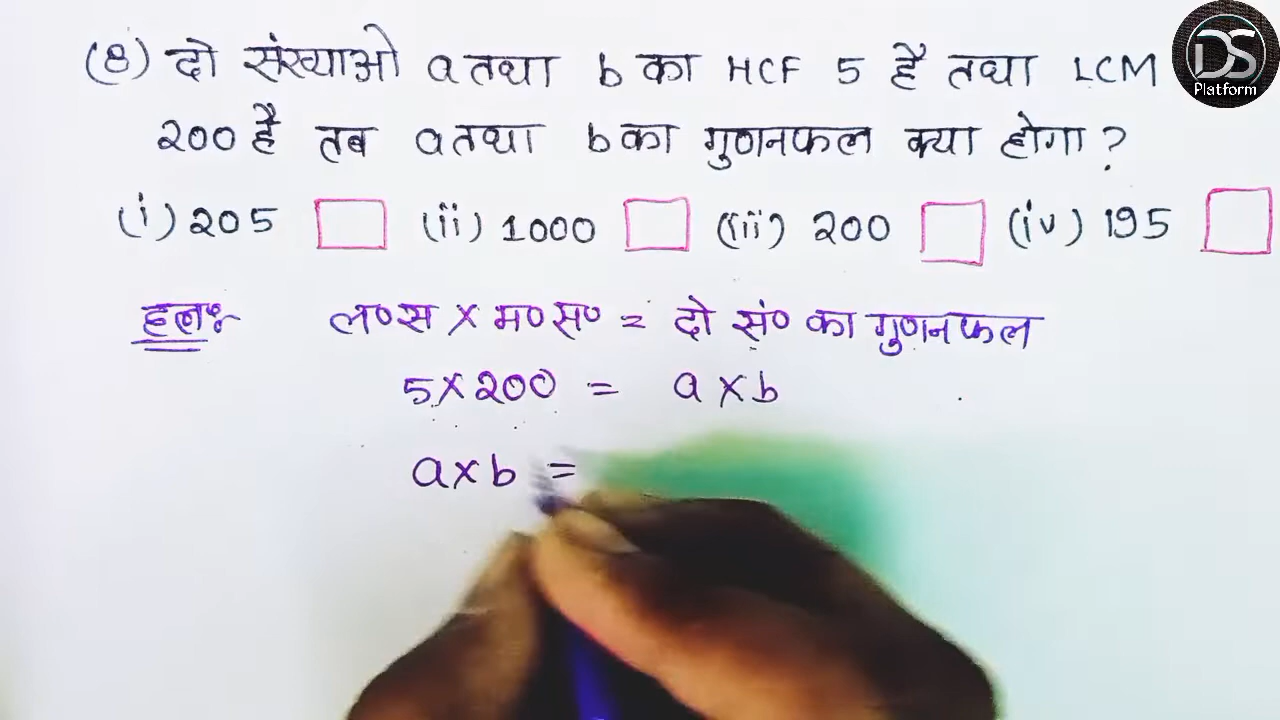 DS
Platform
(8) दो संख्याओ a तथा b का HCF 5 है तथा LCM
200 है तब a तथा b का गुणनफल क्या होगा?
(i) 205 (ii) 1000 (iii) 200 (iv) 195
हलः ल०स × म०स० = दो सं० का गुणनफल
5×200 = a×b
a×b =